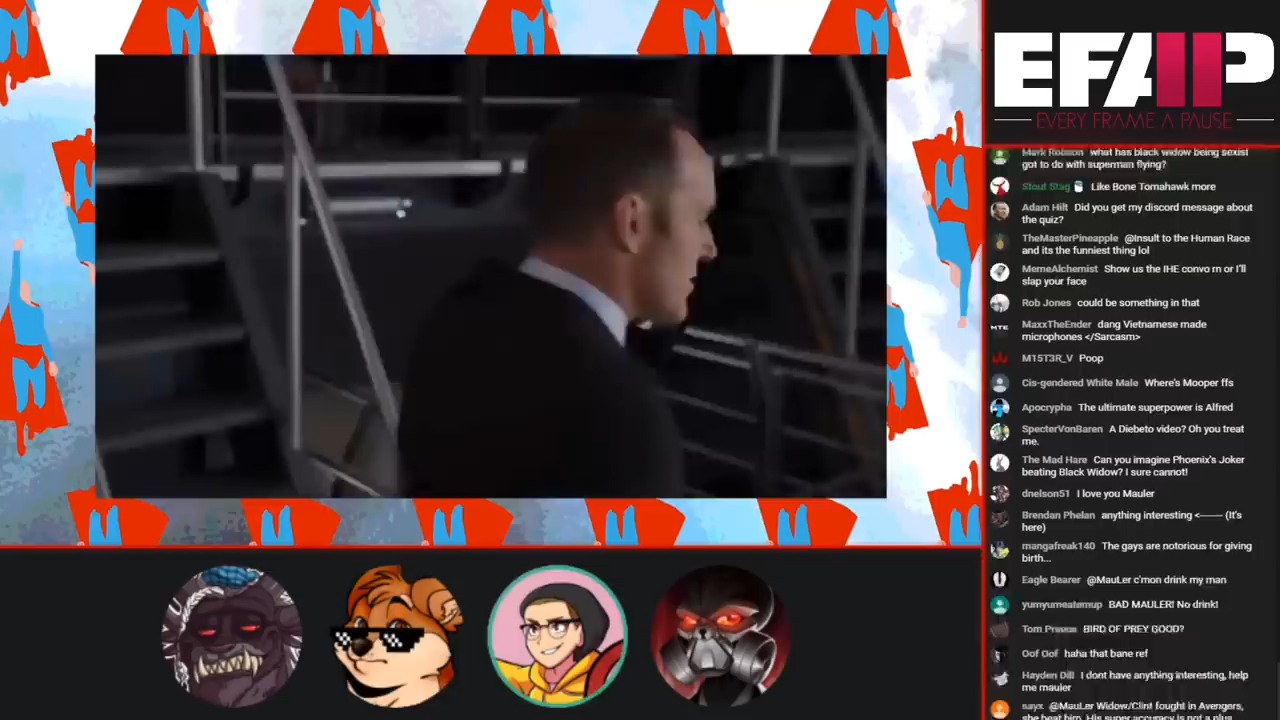 EFAP
EVERY FRAME A PAUSE
Mark Robson what has black widow being sexist
got to do with superman flying?
Stout Stag Like Bone Tomahawk more
Adam Hilt Did you get my discord message about
the quiz?
TheMasterPineapple @Insult to the Human Race
and its the funniest thing lol
MemeAlchemist Show us the IHE convo rn or I'll
slap your face
Rob Jones could be something in that
MTE
MaxxTheEnder dang Vietnamese made
microphones </Sarcasm>
M15T3R_V Poop
Cis-gendered White Male Where's Mooper ffs
Apocrypha The ultimate superpower is Alfred
SpecterVonBaren A Diebeto video? Oh you treat
me.
The Mad Hare Can you imagine Phoenix's Joker
beating Black Widow? I sure cannot!
dnelson51 I love you Mauler
Brendan Phelan anything interesting <------ (It's
here)
mangafreak140 The gays are notorious for giving
birth...
Eagle Bearer @MauLer c'mon drink my man
BAD MAULER! No drink!
Tom BIRD OF PREY GOOD?
Oof Oof haha that bane ref
Hayden Dill I dont have anything interesting, help
me mauler
@MauLer Widow/Clint fought in Avengers,
she beat him. His super accuracy is not a plus